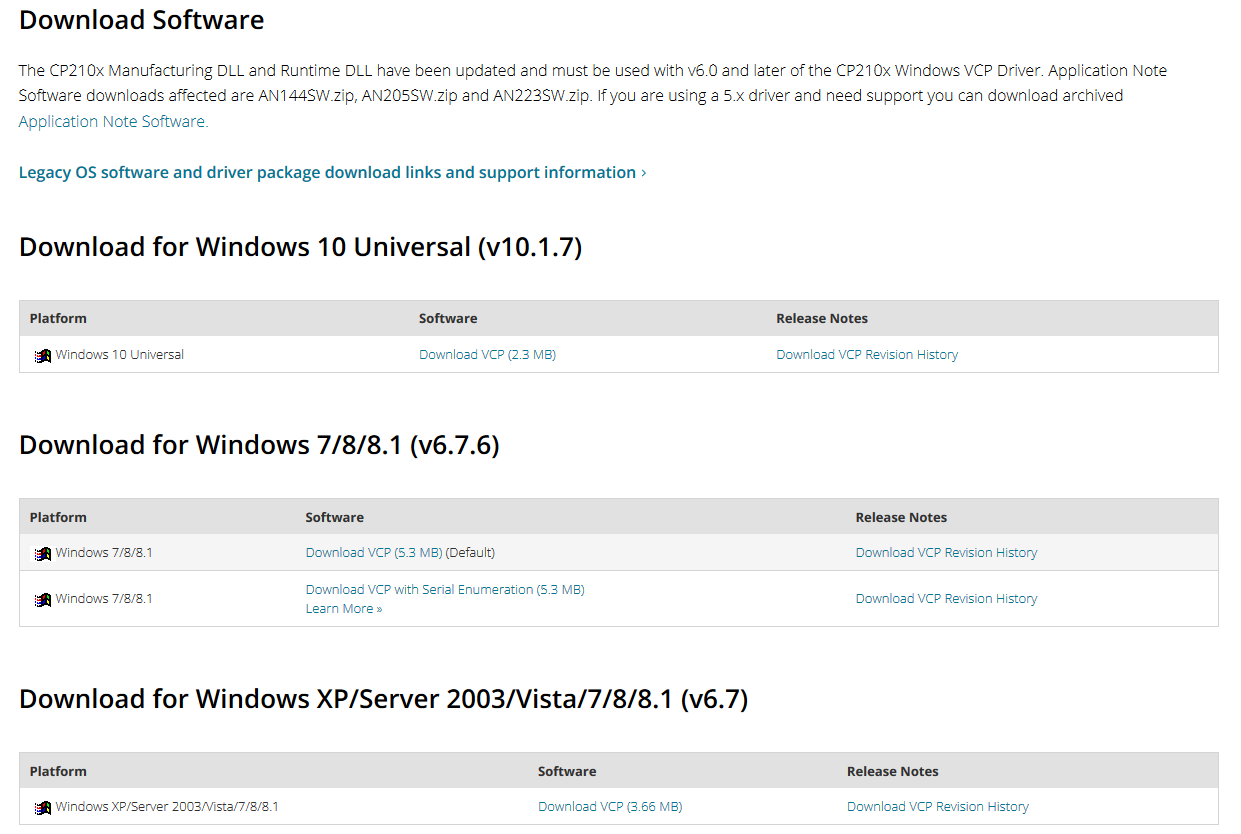 Download Software
The CP210x Manufacturing DLL and Runtime DLL have been updated and must be used with v6.0 and later of the CP210x Windows VCP Driver. Application Note
Software downloads affected are AN144SW.zip, AN205SW.zip and AN223SW.zip. If you are using a 5.x driver and need support you can download archived
Application Note Software.
Legacy OS software and driver package download links and support information ›
Download for Windows 10 Universal (v10.1.7)
Platform Software Release Notes
Windows 10 Universal Download VCP (2.3 MB) Download VCP Revision History
Download for Windows 7/8/8.1 (v6.7.6)
Platform Software Release Notes
Windows 7/8/8.1 Download VCP (5.3 MB) (Default) Download VCP Revision History
Windows 7/8/8.1 Download VCP with Serial Enumeration (5.3 MB) Download VCP Revision History
Learn More »
Download for Windows XP/Server 2003/Vista/7/8/8.1 (v6.7)
Platform Software Release Notes
Windows XP/Server 2003/Vista/7/8/8.1 Download VCP (3.66 MB) Download VCP Revision History